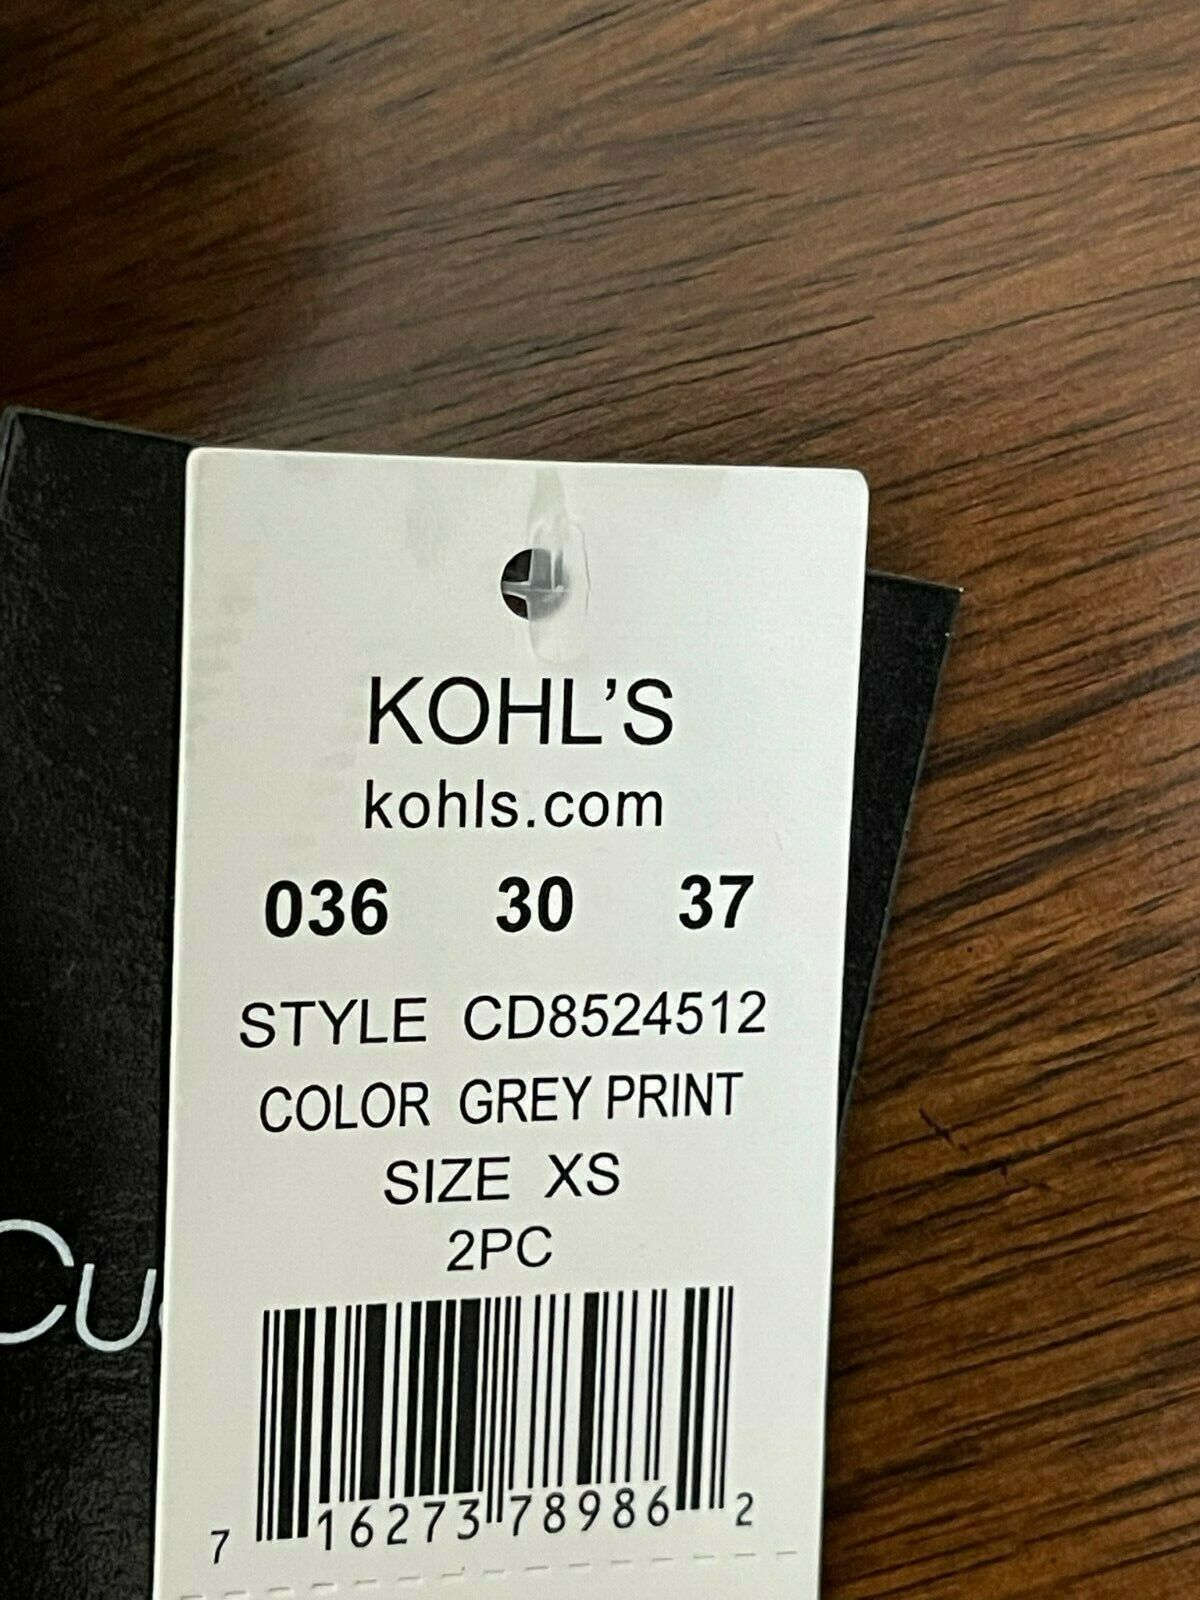 KOHL'S
kohls.com
036 30 37
STYLE CD8524512
COLOR GREY PRINT
SIZE XS
2PC
7 16273 78986 2